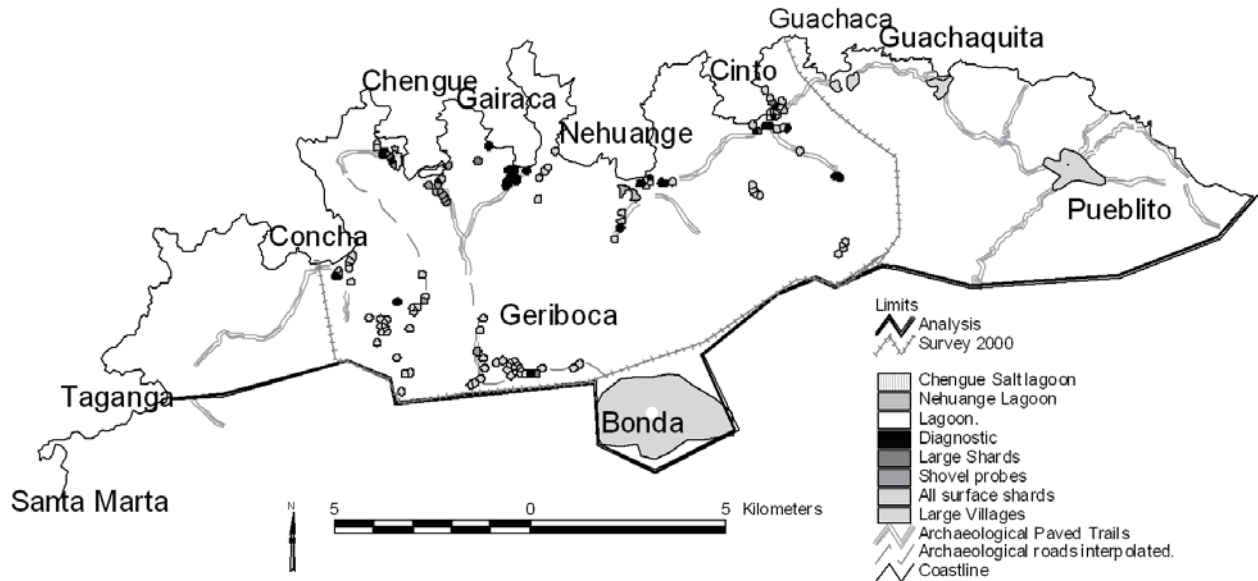 Guachaca
Guachaquita
Chengue
Cinto
Gairaca
Nehuange
Pueblito
Concha
Geriboca
Taganga
Bonda
Santa Marta
Limits
Analysis
Survey 2000
Chengue Salt lagoon
Nehuange Lagoon
Lagoon.
Diagnostic
Large Shards
Shovel probes
All surface shards
Large Villages
Archaeological Paved Trails
Archaeological roads interpolated.
Coastline
N
5 0 5 Kilometers